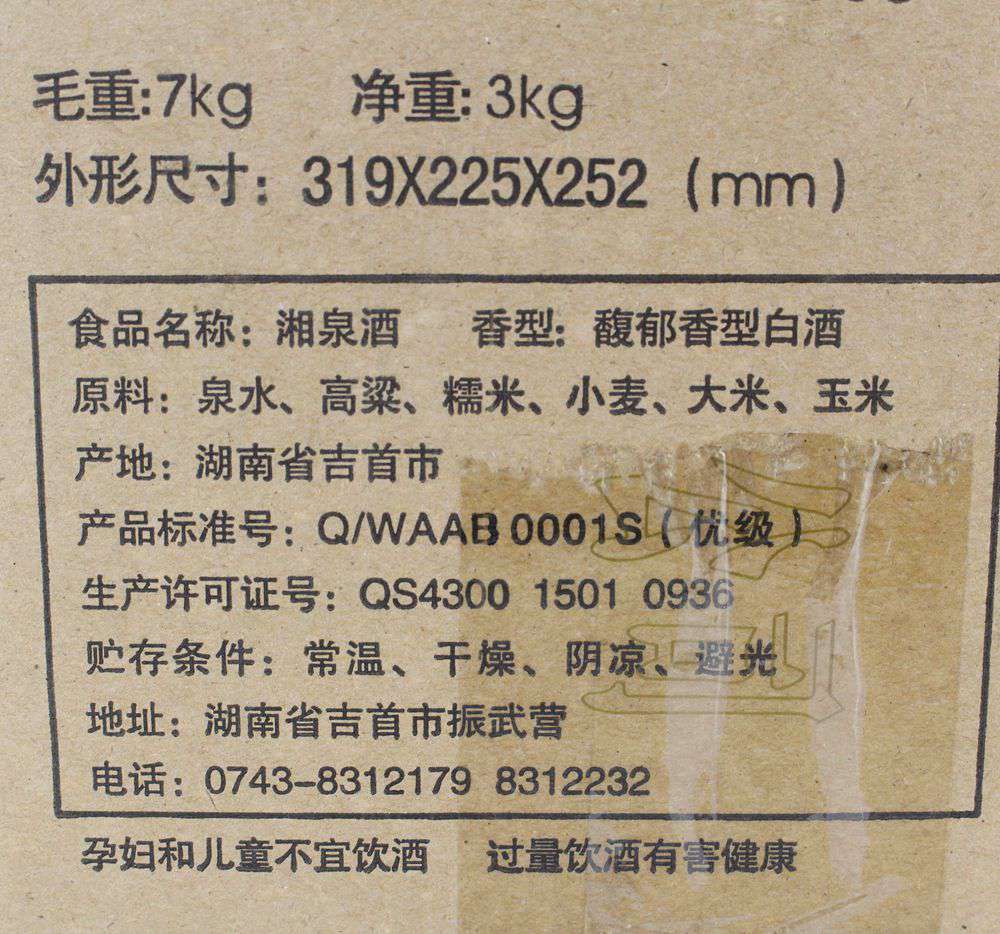 毛重:7kg 净重:3kg
外形尺寸：319X225X252（mm）
食品名称：湘泉酒 香型：馥郁香型白酒
原料：泉水、高粱、糯米、小麦、大米、玉米
产地：湖南省吉首市
产品标准号：Q/WAAB 0001S（优级）
生产许可证号：QS4300 1501 0936
贮存条件：常温、干燥、阴凉、避光
地址：湖南省吉首市振武营
电话：0743-8312179 8312232
孕妇和儿童不宜饮酒 过量饮酒有害健康